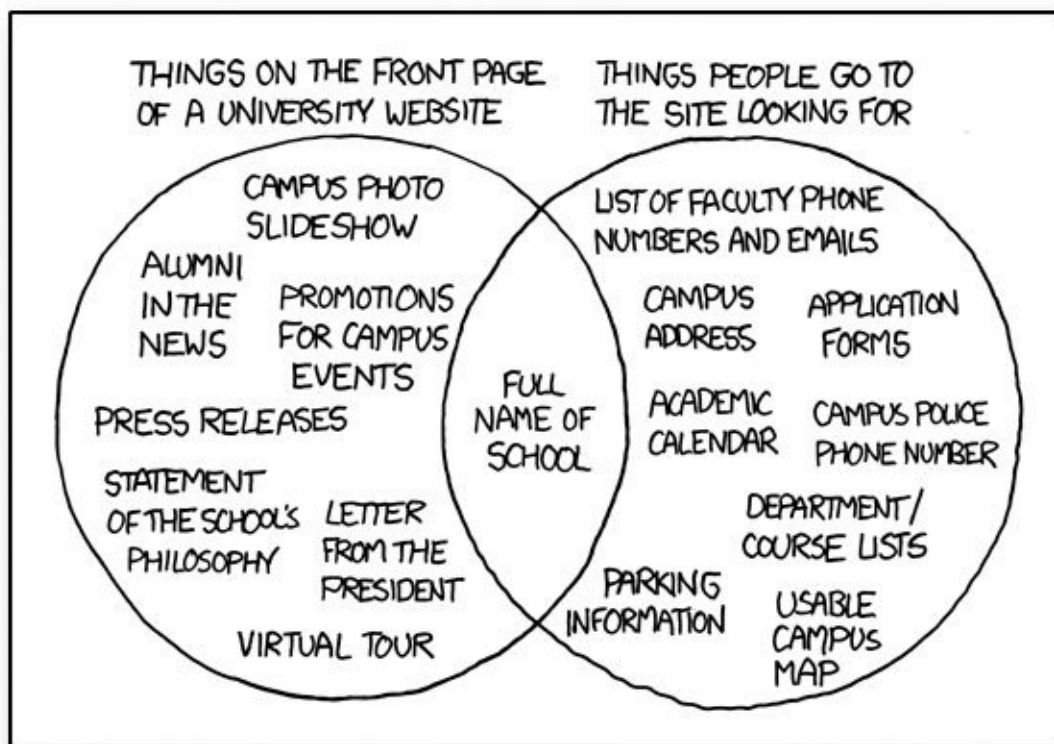 THINGS ON THE FRONT PAGE
OF A UNIVERSITY WEBSITE
THINGS PEOPLE GO TO
THE SITE LOOKING FOR
CAMPUS PHOTO
SLIDESHOW
ALUMNI
IN THE
NEWS
PROMOTIONS
FOR CAMPUS
EVENTS
PRESS RELEASES
STATEMENT
OF THE SCHOOL'S
PHILOSOPHY
LETTER
FROM THE
PRESIDENT
VIRTUAL TOUR
FULL
NAME OF
SCHOOL
LIST OF FACULTY PHONE
NUMBERS AND EMAILS
CAMPUS
ADDRESS
APPLICATION
FORMS
ACADEMIC
CALENDAR
CAMPUS POLICE
PHONE NUMBER
DEPARTMENT/
COURSE LISTS
PARKING
INFORMATION
USABLE
CAMPUS
MAP